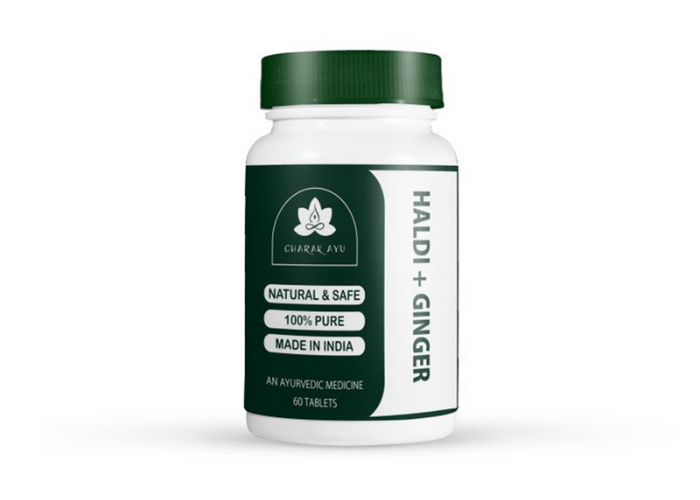 CHARAK AYU
NATURAL & SAFE
100% PURE
MADE IN INDIA
AN AYURVEDIC MEDICINE
60 TABLETS
HALDI + GINGER